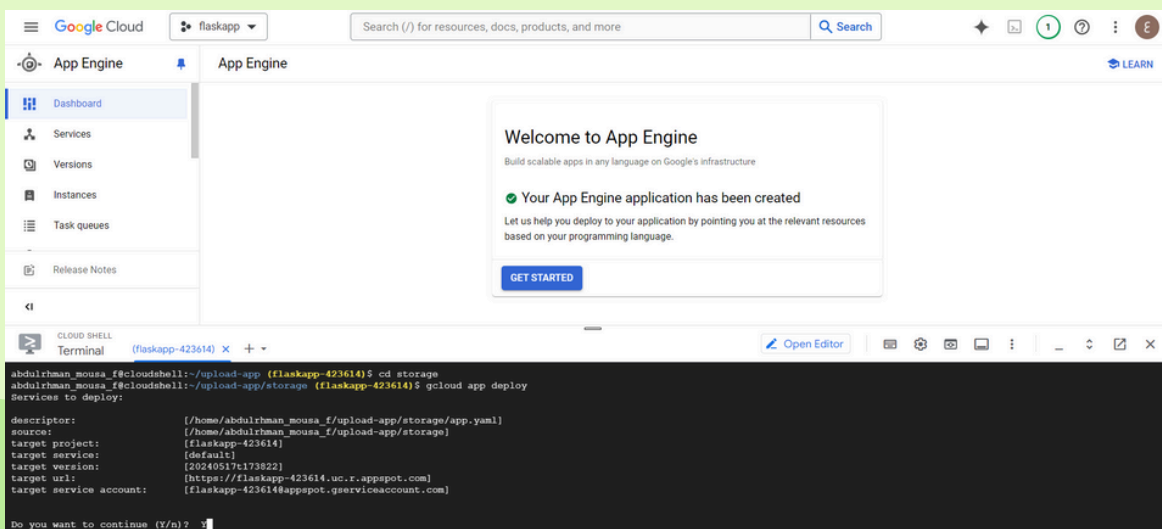 Google Cloud
flaskapp
Search (/) for resources, docs, products, and more
Search
1
ع
App Engine
App Engine
LEARN
Dashboard
Services
Versions
Instances
Task queues
Release Notes
Welcome to App Engine
Build scalable apps in any language on Google's infrastructure
Your App Engine application has been created
Let us help you deploy to your application by pointing you at the relevant resources
based on your programming language.
GET STARTED
CLOUD SHELL
Terminal
(flaskapp-423614)
Open Editor
abdulrhman_mousa_f@cloudshell:~/upload-app (flaskapp-423614)$ cd storage
abdulrhman_mousa_f@cloudshell:~/upload-app/storage (flaskapp-423614)$ gcloud app deploy
Services to deploy:
descriptor: [/home/abdulrhman_mousa_f/upload-app/storage/app.yaml]
source: [/home/abdulrhman_mousa_f/upload-app/storage]
target project: [flaskapp-423614]
target service: [default]
target version: [20240517t173822]
target url: [https://flaskapp-423614.uc.r.appspot.com]
target service account: [flaskapp-423614@appspot.gserviceaccount.com]
Do you want to continue (Y/n)? Y